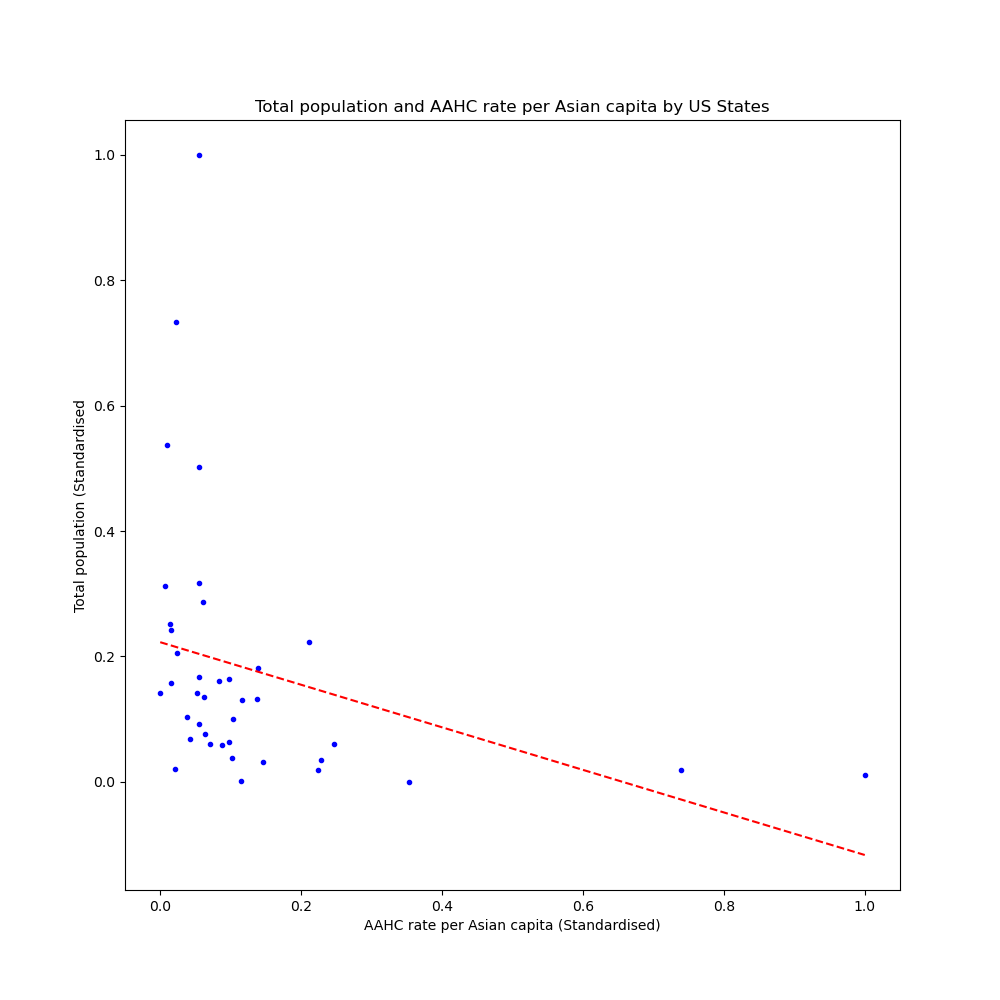 Total population and AAHC rate per Asian capita by US States
1.0
0.8
0.6
0.4
0.2
0.0
Total population (Standardised
0.0 0.2 0.4 0.6 0.8 1.0
AAHC rate per Asian capita (Standardised)